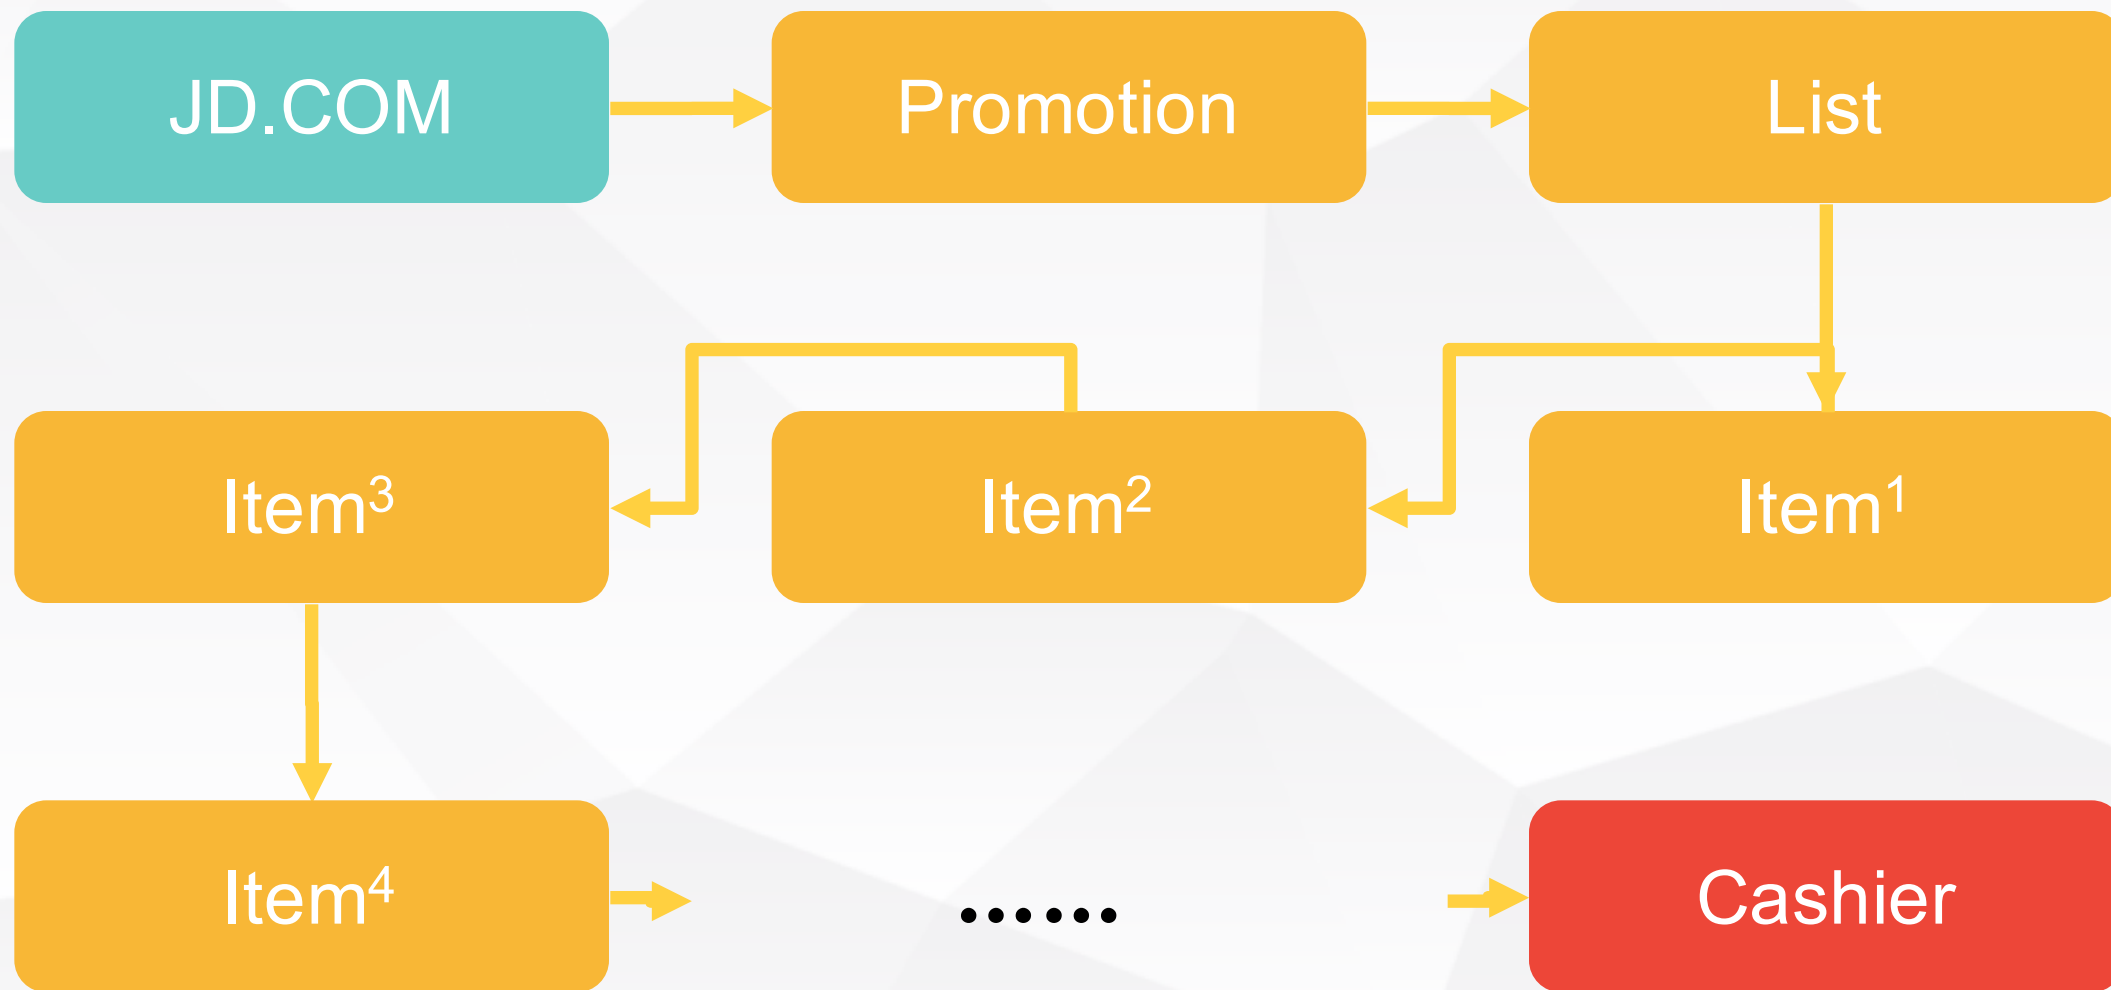 JD.COM
Promotion
List
Item³
Item²
Item¹
Item⁴
......
Cashier